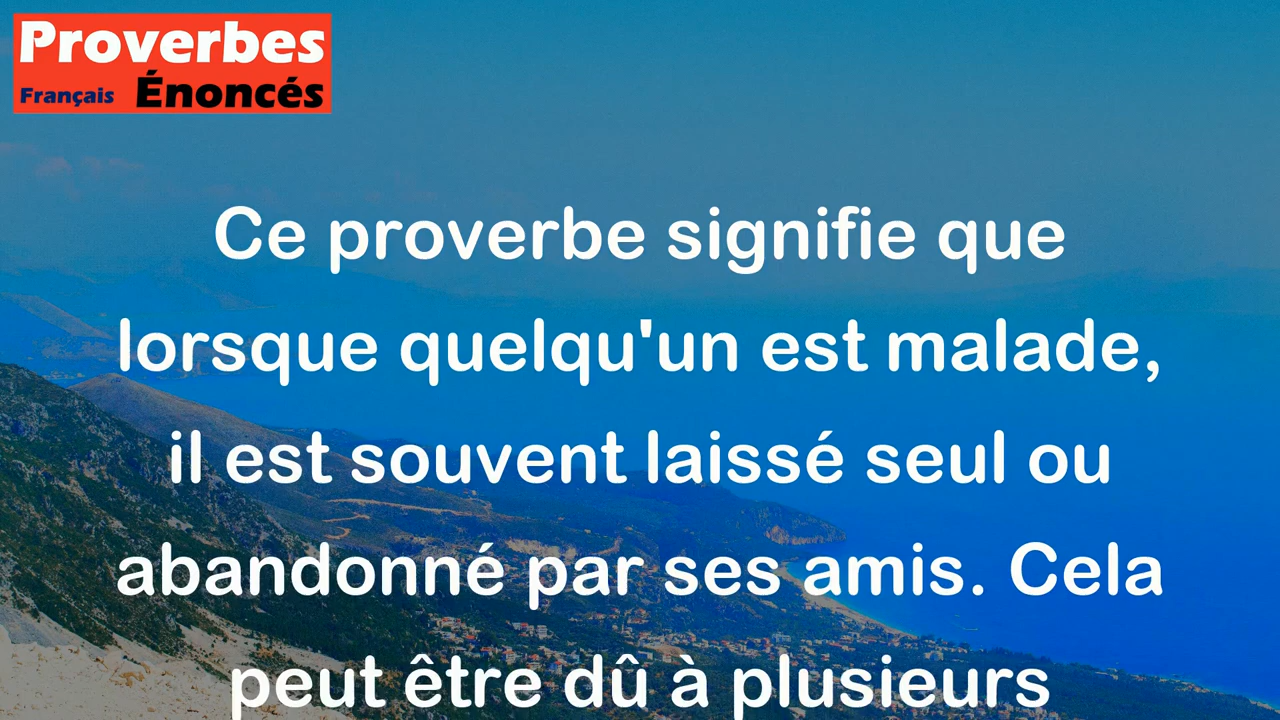 Proverbes
Français Énoncés
Ce proverbe signifie que
lorsque quelqu'un est malade,
il est souvent laissé seul ou
abandonné par ses amis. Cela
peut être dû à plusieurs